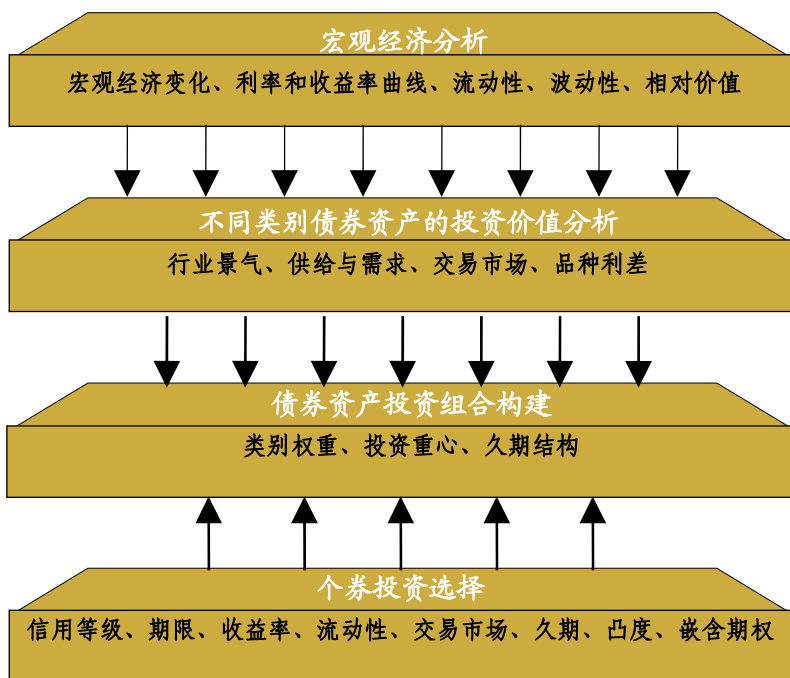 宏观经济分析
宏观经济变化、利率和收益率曲线、流动性、波动性、相对价值
不同类别债券资产的投资价值分析
行业景气、供给与需求、交易市场、品种利差
债券资产投资组合构建
类别权重、投资重心、久期结构
个券投资选择
信用等级、期限、收益率、流动性、交易市场、久期、凸度、嵌含期权